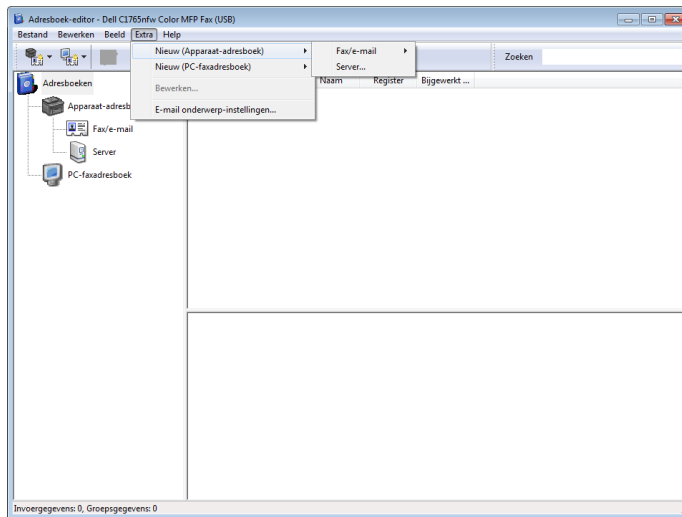 Adresboek-editor - Dell C1765nfw Color MFP Fax (USB)
Bestand Bewerken Beeld Extra Help
Nieuw (Apparaat-adresboek)
Nieuw (PC-faxadresboek)
Bewerken...
E-mail onderwerp-instellingen...
Fax/e-mail
Server...
Zoeken
Naam Register Bijgewerkt ...
Adresboeken
Apparaat-adresb
Fax/e-mail
Server
PC-faxadresboek
Invoergegevens: 0, Groepsgegevens: 0